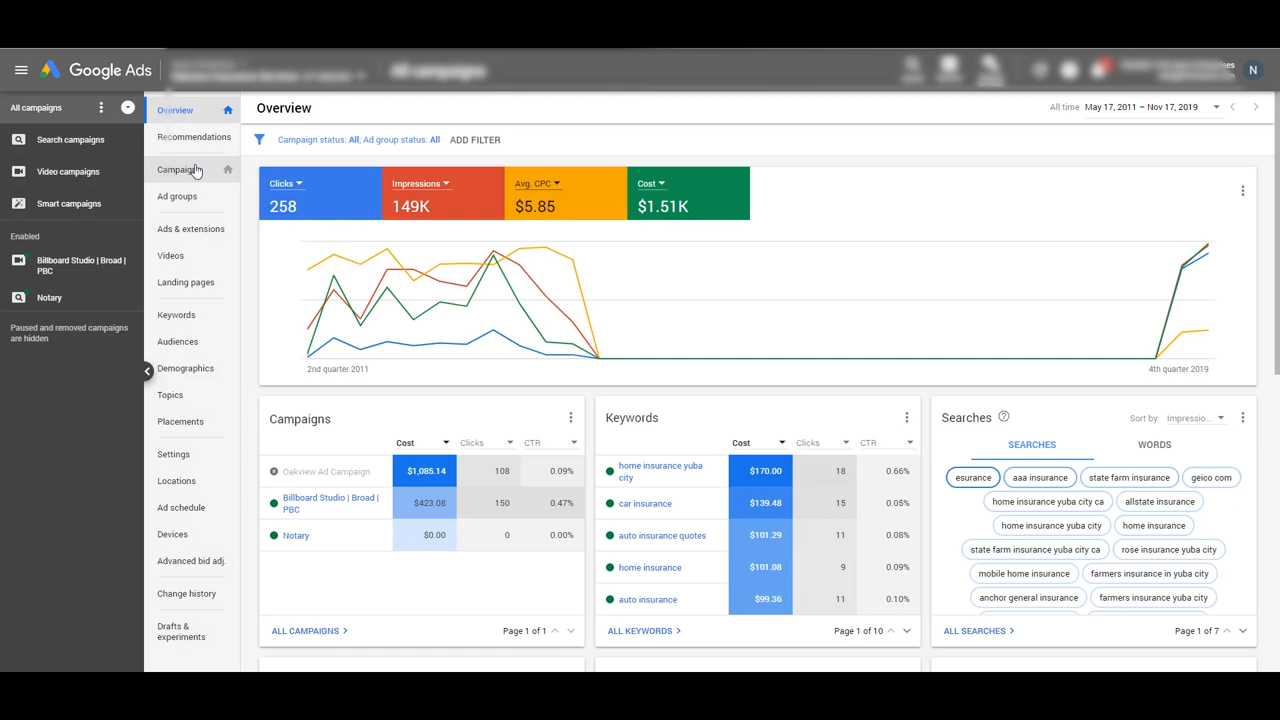 Google Ads
N
All campaigns
Overview
Overview
All time May 17, 2011 – Nov 17, 2019
Search campaigns
Recommendations
Campaign status: All; Ad group status: All ADD FILTER
Video campaigns
Campaigns
Smart campaigns
Ad groups
Clicks Impressions Avg. CPC Cost
258 149K $5.85 $1.51K
Enabled
Ads & extensions
Billboard Studio | Broad |
PBC
Videos
Notary
Landing pages
Paused and removed campaigns
are hidden
Keywords
Audiences
Demographics
2nd quarter 2011 4th quarter 2019
Topics
Placements
Settings
Locations
Ad schedule
Devices
Advanced bid adj.
Change history
Drafts &
experiments
Campaigns
Cost Clicks CTR
Oakview Ad Campaign $1,085.14 108 0.09%
Billboard Studio | Broad |
PBC $423.08 150 0.47%
Notary $0.00 0 0.00%
ALL CAMPAIGNS Page 1 of 1
Keywords
Cost Clicks CTR
home insurance yuba
city $170.00 18 0.66%
car insurance $139.48 15 0.05%
auto insurance quotes $101.29 11 0.08%
home insurance $101.08 9 0.09%
auto insurance $99.36 11 0.10%
ALL KEYWORDS Page 1 of 10
Searches Sort by: Impressio...
SEARCHES WORDS
esurance aaa insurance state farm insurance geico com
home insurance yuba city ca allstate insurance
home insurance yuba city home insurance
state farm insurance yuba city ca rose insurance yuba city
mobile home insurance farmers insurance in yuba city
anchor general insurance farmers insurance yuba city
ALL SEARCHES Page 1 of 7